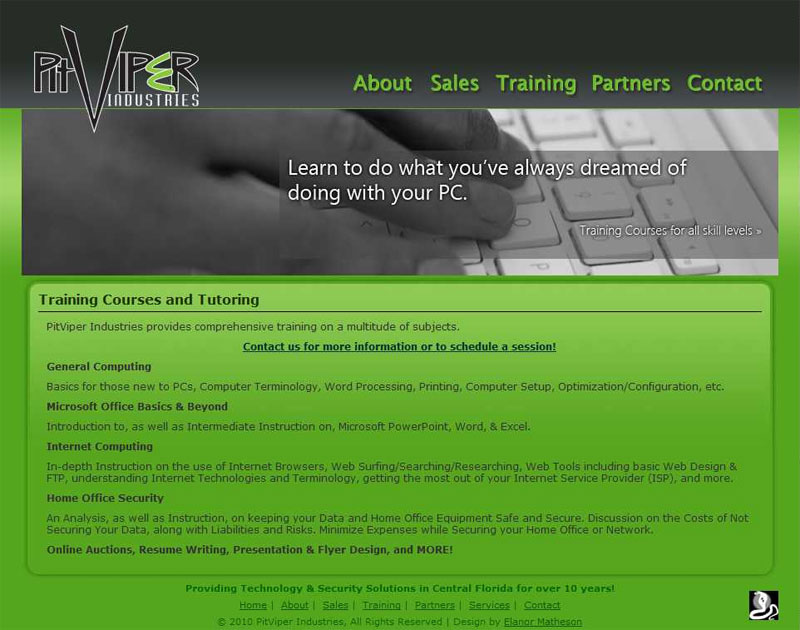 PitVIPER
INDUSTRIES
About Sales Training Partners Contact
Learn to do what you've always dreamed of
doing with your PC.
Training Courses for all skill levels »
Training Courses and Tutoring
PitViper Industries provides comprehensive training on a multitude of subjects.
Contact us for more information or to schedule a session!
General Computing
Basics for those new to PCs, Computer Terminology, Word Processing, Printing, Computer Setup, Optimization/Configuration, etc.
Microsoft Office Basics & Beyond
Introduction to, as well as Intermediate Instruction on, Microsoft PowerPoint, Word, & Excel.
Internet Computing
In-depth Instruction on the use of Internet Browsers, Web Surfing/Searching/Researching, Web Tools including basic Web Design &
FTP, understanding Internet Technologies and Terminology, getting the most out of your Internet Service Provider (ISP), and more.
Home Office Security
An Analysis, as well as Instruction, on keeping your Data and Home Office Equipment Safe and Secure. Discussion on the Costs of Not
Securing Your Data, along with Liabilities and Risks. Minimize Expenses while Securing your Home Office or Network.
Online Auctions, Resume Writing, Presentation & Flyer Design, and MORE!
Providing Technology & Security Solutions in Central Florida for over 10 years!
Home | About | Sales | Training | Partners | Services | Contact
© 2010 PitViper Industries, All Rights Reserved | Design by Elanor Matheson